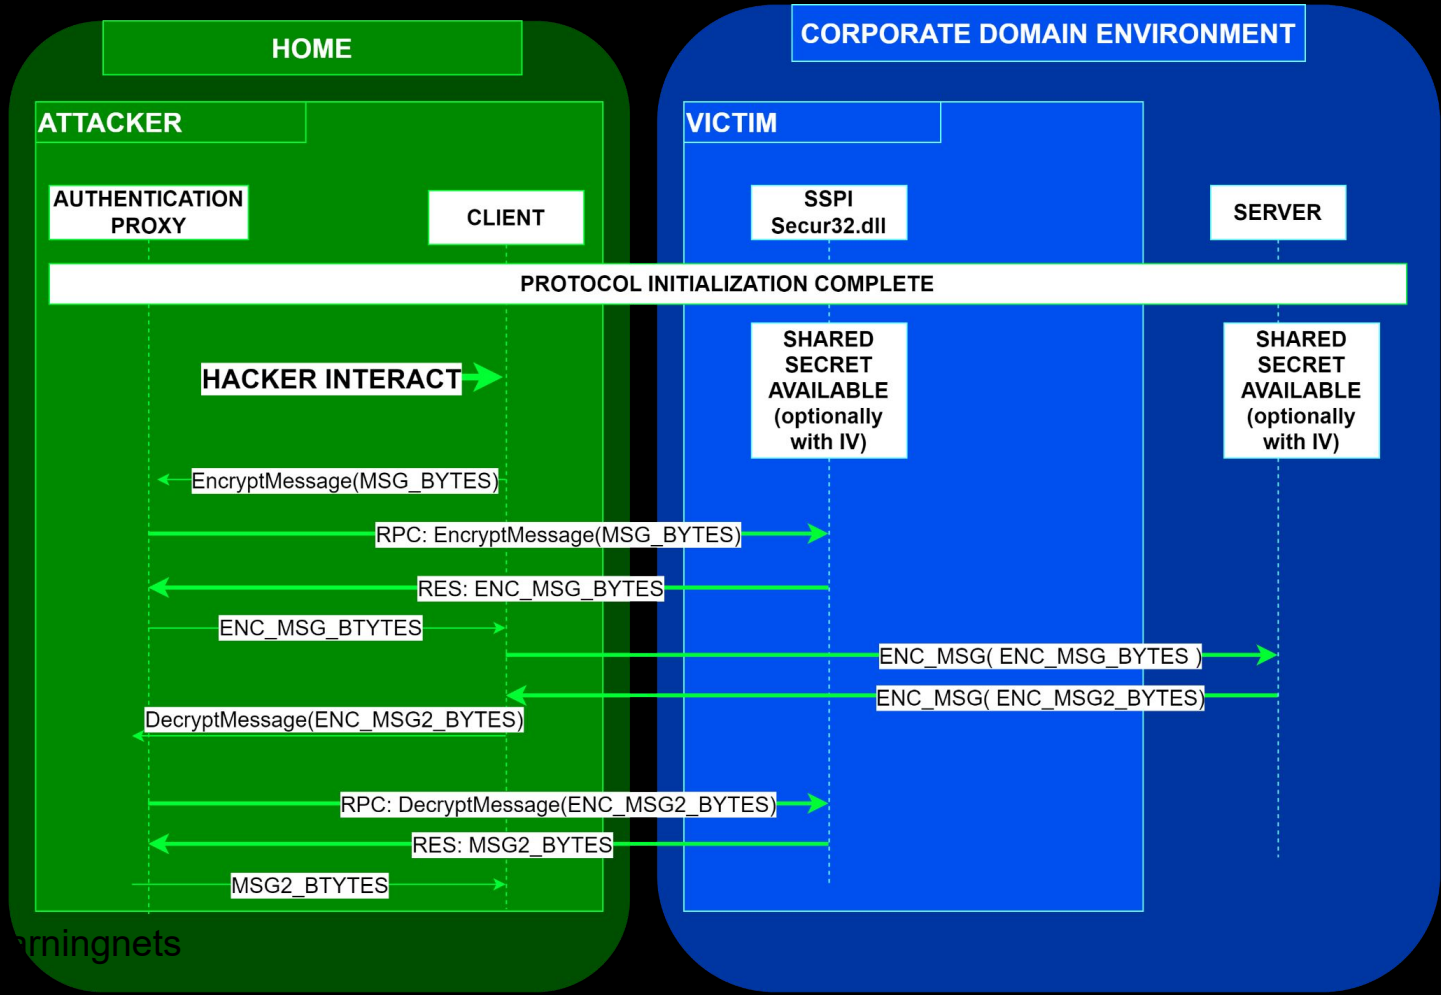 HOME
CORPORATE DOMAIN ENVIRONMENT
ATTACKER
VICTIM
AUTHENTICATION
PROXY
CLIENT
SSPI
Secur32.dll
SERVER
PROTOCOL INITIALIZATION COMPLETE
SHARED
SECRET
AVAILABLE
(optionally
with IV)
SHARED
SECRET
AVAILABLE
(optionally
with IV)
HACKER INTERACT
EncryptMessage(MSG_BYTES)
RPC: EncryptMessage(MSG_BYTES)
RES: ENC_MSG_BYTES
ENC_MSG_BTYTES
ENC_MSG( ENC_MSG_BYTES )
ENC_MSG( ENC_MSG2_BYTES)
DecryptMessage(ENC_MSG2_BYTES)
RPC: DecryptMessage(ENC_MSG2_BYTES)
RES: MSG2_BYTES
MSG2_BTYTES
arningnets